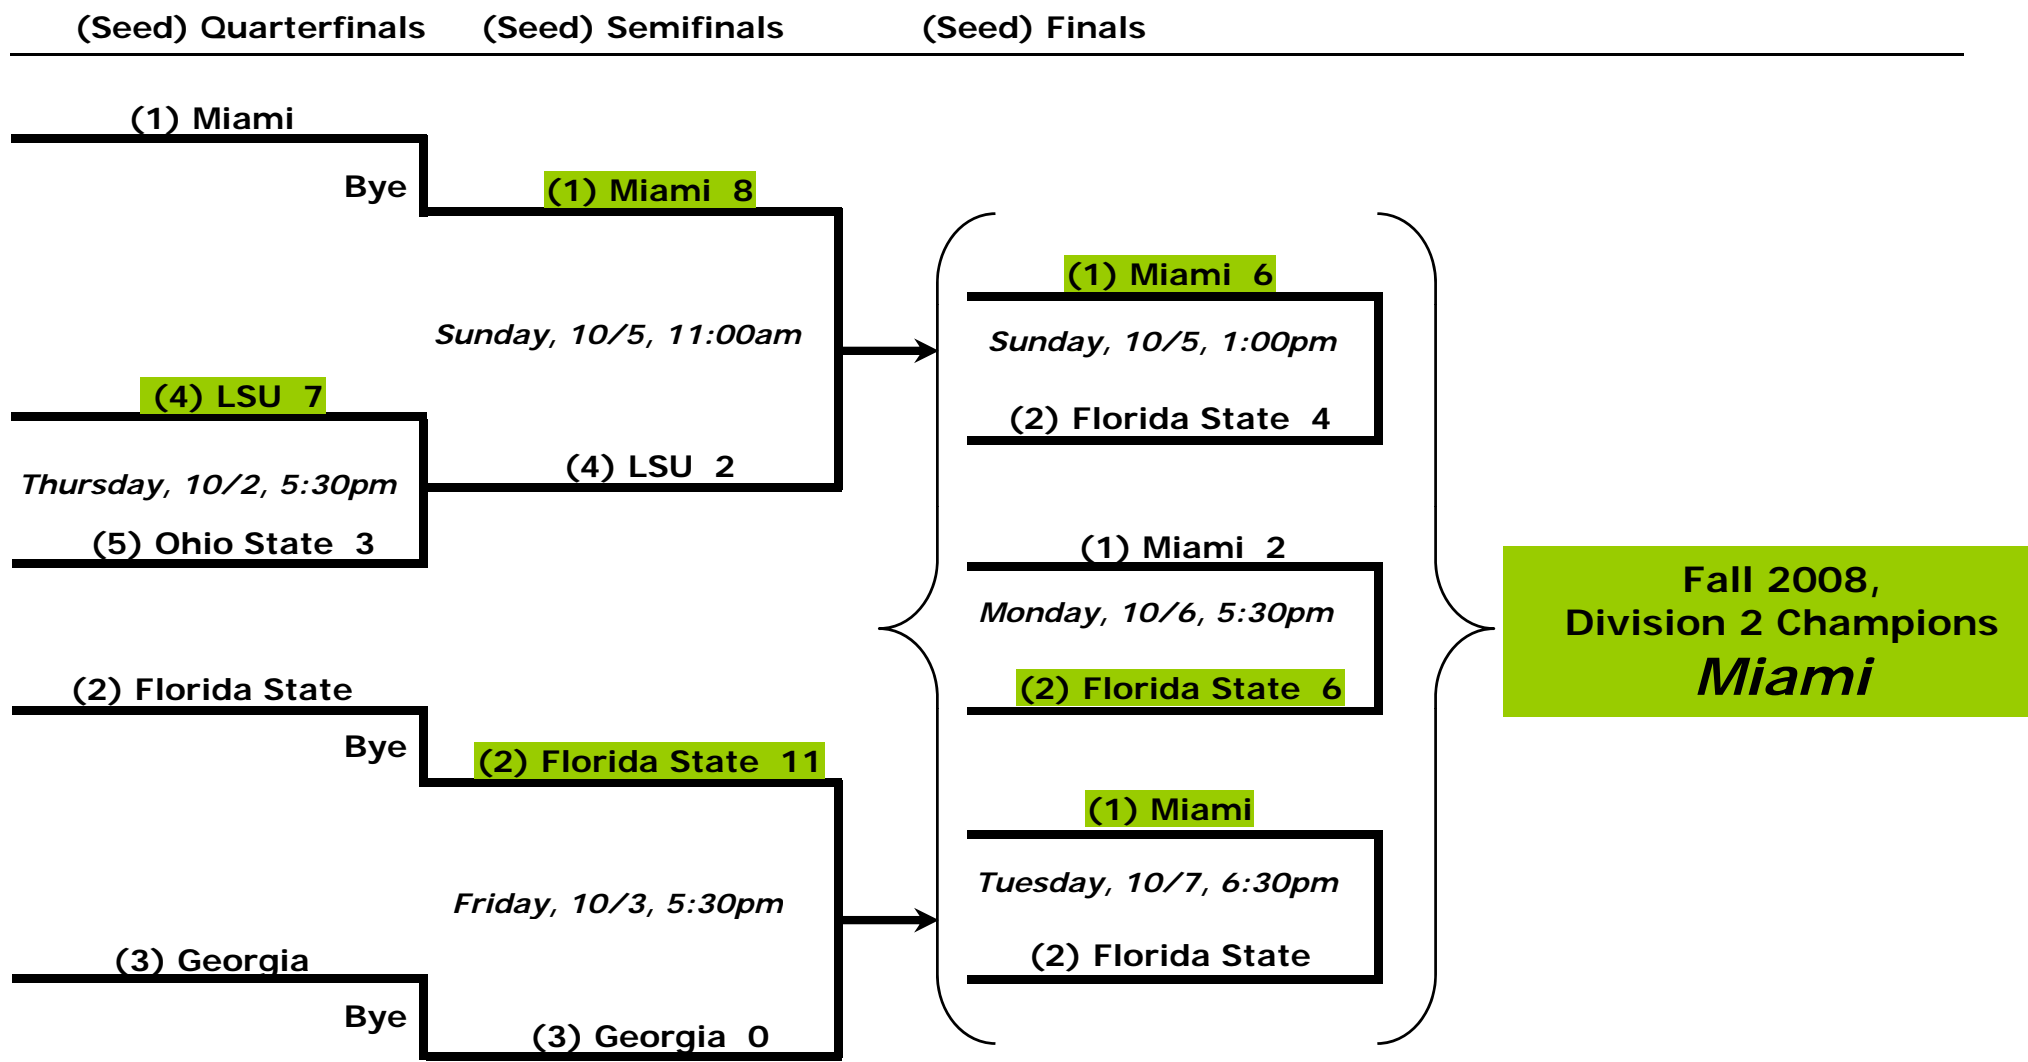 (Seed) Quarterfinals (Seed) Semifinals (Seed) Finals
(1) Miami
Bye
(4) LSU 7
Thursday, 10/2, 5:30pm
(5) Ohio State 3
(2) Florida State
Bye
(3) Georgia
Bye
(1) Miami 8
Sunday, 10/5, 11:00am
(4) LSU 2
(2) Florida State 11
Friday, 10/3, 5:30pm
(3) Georgia 0
(1) Miami 6
Sunday, 10/5, 1:00pm
(2) Florida State 4
(1) Miami 2
Monday, 10/6, 5:30pm
(2) Florida State 6
(1) Miami
Tuesday, 10/7, 6:30pm
(2) Florida State
Fall 2008,
Division 2 Champions
Miami